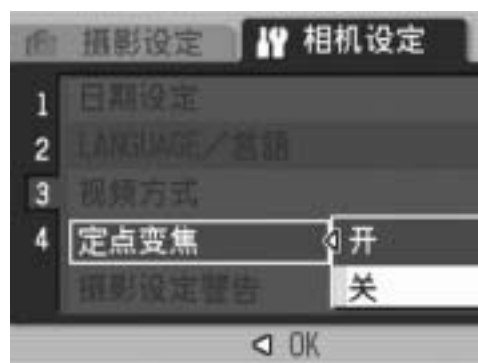 摄影设定 相机设定
1 日期设定
2 LANGUAGE／言語
3 视频方式
4 定点变焦 开
摄影设定警告 关
OK